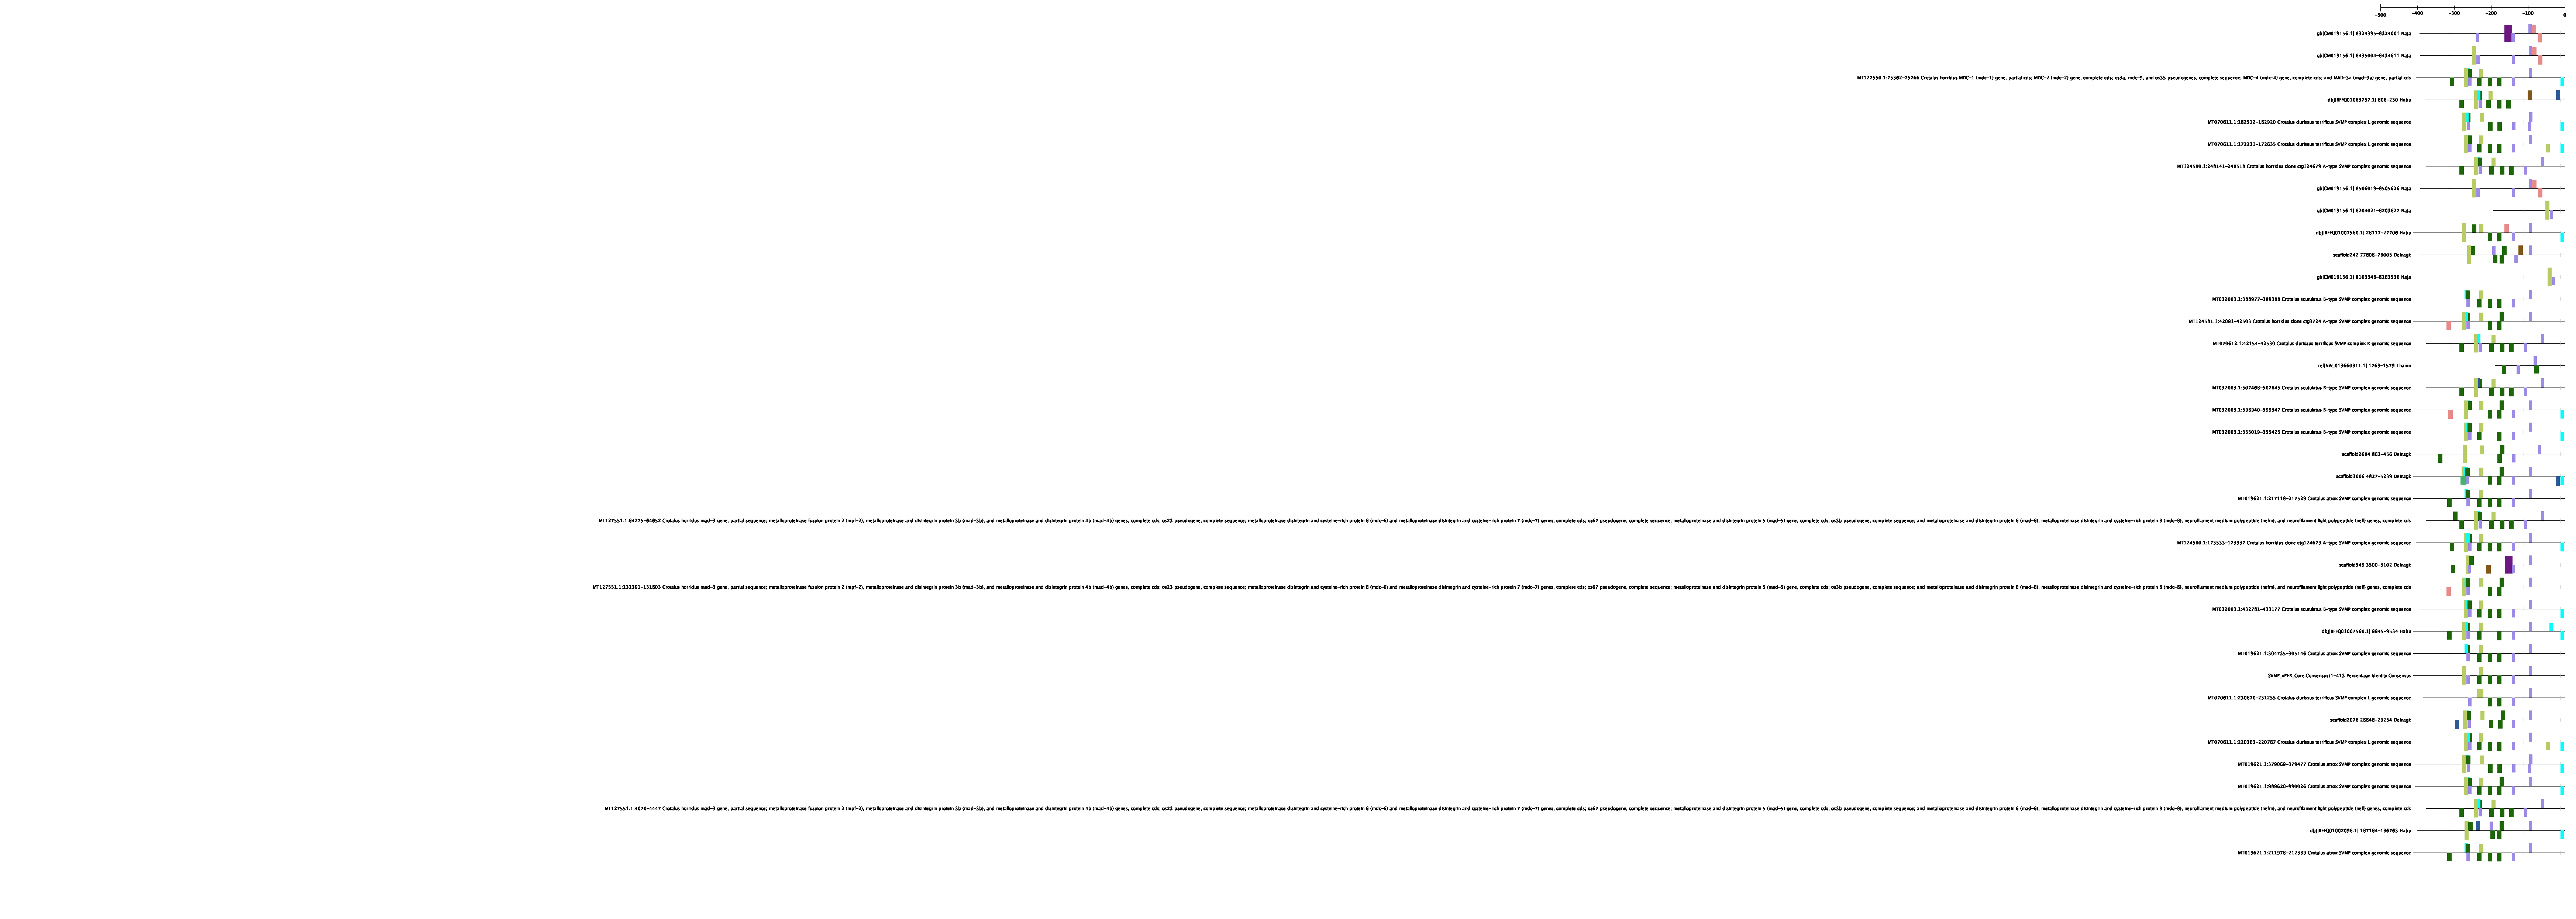 -500 -400 -300 -200 -100 0
gb|CM019156.1| 8324395-8324001 Naja
gb|CM019156.1| 8435004-8434611 Naja
MT127550.1:75362-75766 Crotalus horridus MDC-1 (mdc-1) gene, partial cds; MDC-2 (mdc-2) gene, complete cds; os3a, mdc-9, and os35 pseudogenes, complete sequence; MDC-4 (mdc-4) gene, complete cds; and MAD-3a (mad-3a) gene, partial cds
dbj|BFFQ01083757.1| 608-230 Habu
MT070611.1:182512-182920 Crotalus durissus terrificus SVMP complex L genomic sequence
MT070611.1:172231-172635 Crotalus durissus terrificus SVMP complex L genomic sequence
MT124580.1:248141-248518 Crotalus horridus clone ctg124679 A-type SVMP complex genomic sequence
gb|CM019156.1| 8506019-8505626 Naja
gb|CM019156.1| 8204021-8203827 Naja
dbj|BFFQ01007560.1| 28117-27706 Habu
scaffold242 77608-78005 Deinagk
gb|CM019156.1| 8163348-8163536 Naja
MT032003.1:388977-389388 Crotalus scutulatus B-type SVMP complex genomic sequence
MT124581.1:42091-42503 Crotalus horridus clone ctg3724 A-type SVMP complex genomic sequence
MT070612.1:42154-42530 Crotalus durissus terrificus SVMP complex R genomic sequence
ref|NW_013660811.1| 1769-1579 Thamn
MT032003.1:507468-507845 Crotalus scutulatus B-type SVMP complex genomic sequence
MT032003.1:598940-599347 Crotalus scutulatus B-type SVMP complex genomic sequence
MT032003.1:355019-355425 Crotalus scutulatus B-type SVMP complex genomic sequence
scaffold2684 863-456 Deinagk
scaffold3006 4827-5239 Deinagk
MT019621.1:217118-217529 Crotalus atrox SVMP complex genomic sequence
MT127551.1:64275-64652 Crotalus horridus mad-3 gene, partial sequence; metalloproteinase fusion protein 2 (mpf-2), metalloproteinase and disintegrin protein 3b (mad-3b), and metalloproteinase and disintegrin protein 4b (mad-4b) genes, complete cds; os23 pseudogene, complete sequence; metalloproteinase disintegrin and cysteine-rich protein 6 (mdc-6) and metalloproteinase disintegrin and cysteine-rich protein 7 (mdc-7) genes, complete cds; os67 pseudogene, complete sequence; metalloproteinase and disintegrin protein 5 (mad-5) gene, complete cds; os3b pseudogene, complete sequence; and metalloproteinase and disintegrin protein 6 (mad-6), metalloproteinase disintegrin and cysteine-rich protein 8 (mdc-8), neurofilament medium polypeptide (nefm), and neurofilament light polypeptide (nefl) genes, complete cds
MT124580.1:173533-173937 Crotalus horridus clone ctg124679 A-type SVMP complex genomic sequence
scaffold549 3500-3102 Deinagk
MT127551.1:131391-131803 Crotalus horridus mad-3 gene, partial sequence; metalloproteinase fusion protein 2 (mpf-2), metalloproteinase and disintegrin protein 3b (mad-3b), and metalloproteinase and disintegrin protein 4b (mad-4b) genes, complete cds; os23 pseudogene, complete sequence; metalloproteinase disintegrin and cysteine-rich protein 6 (mdc-6) and metalloproteinase disintegrin and cysteine-rich protein 7 (mdc-7) genes, complete cds; os67 pseudogene, complete sequence; metalloproteinase and disintegrin protein 5 (mad-5) gene, complete cds; os3b pseudogene, complete sequence; and metalloproteinase and disintegrin protein 6 (mad-6), metalloproteinase disintegrin and cysteine-rich protein 8 (mdc-8), neurofilament medium polypeptide (nefm), and neurofilament light polypeptide (nefl) genes, complete cds
MT032003.1:432781-433177 Crotalus scutulatus B-type SVMP complex genomic sequence
dbj|BFFQ01007560.1| 9945-9534 Habu
MT019621.1:304735-305146 Crotalus atrox SVMP complex genomic sequence
SVMP_vPER_Core:Consensus/1-413 Percentage Identity Consensus
MT070611.1:230870-231255 Crotalus durissus terrificus SVMP complex L genomic sequence
scaffold2076 28846-29254 Deinagk
MT070611.1:220363-220767 Crotalus durissus terrificus SVMP complex L genomic sequence
MT019621.1:379069-379477 Crotalus atrox SVMP complex genomic sequence
MT019621.1:989620-990026 Crotalus atrox SVMP complex genomic sequence
MT127551.1:4070-4447 Crotalus horridus mad-3 gene, partial sequence; metalloproteinase fusion protein 2 (mpf-2), metalloproteinase and disintegrin protein 3b (mad-3b), and metalloproteinase and disintegrin protein 4b (mad-4b) genes, complete cds; os23 pseudogene, complete sequence; metalloproteinase disintegrin and cysteine-rich protein 6 (mdc-6) and metalloproteinase disintegrin and cysteine-rich protein 7 (mdc-7) genes, complete cds; os67 pseudogene, complete sequence; metalloproteinase and disintegrin protein 5 (mad-5) gene, complete cds; os3b pseudogene, complete sequence; and metalloproteinase and disintegrin protein 6 (mad-6), metalloproteinase disintegrin and cysteine-rich protein 8 (mdc-8), neurofilament medium polypeptide (nefm), and neurofilament light polypeptide (nefl) genes, complete cds
dbj|BFFQ01002098.1| 187164-186763 Habu
MT019621.1:211978-212389 Crotalus atrox SVMP complex genomic sequence